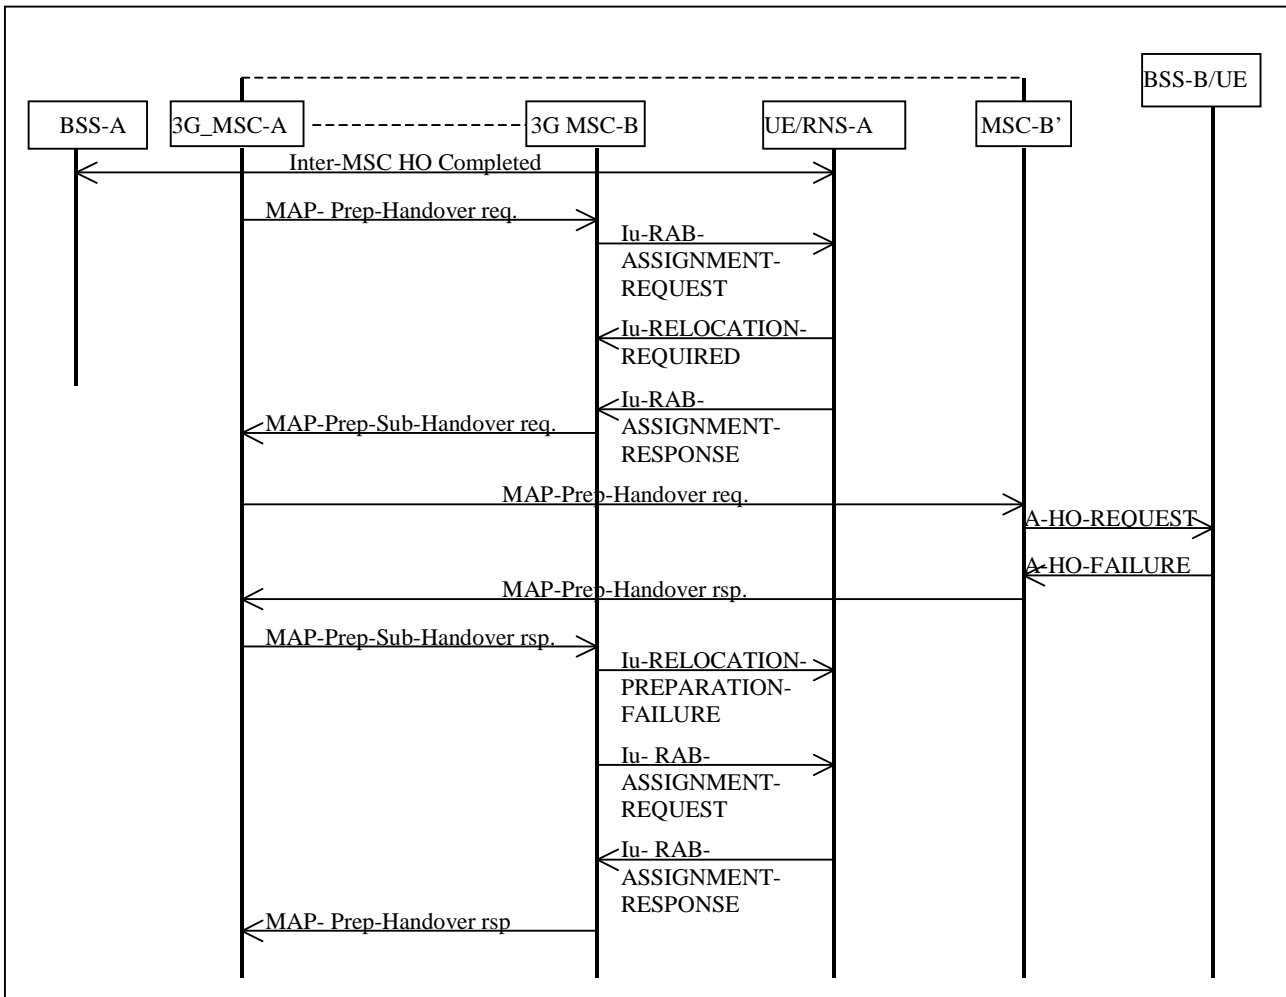 BSS-B/UE
BSS-A
3G_MSC-A
3G MSC-B
UE/RNS-A
MSC-B’
Inter-MSC HO Completed
MAP- Prep-Handover req.
Iu-RAB-
ASSIGNMENT-
REQUEST
Iu-RELOCATION-
REQUIRED
Iu-RAB-
ASSIGNMENT-
RESPONSE
MAP-Prep-Sub-Handover req.
MAP-Prep-Handover req.
A-HO-REQUEST
A-HO-FAILURE
MAP-Prep-Handover rsp.
MAP-Prep-Sub-Handover rsp.
Iu-RELOCATION-
PREPARATION-
FAILURE
Iu- RAB-
ASSIGNMENT-
REQUEST
Iu- RAB-
ASSIGNMENT-
RESPONSE
MAP- Prep-Handover rsp